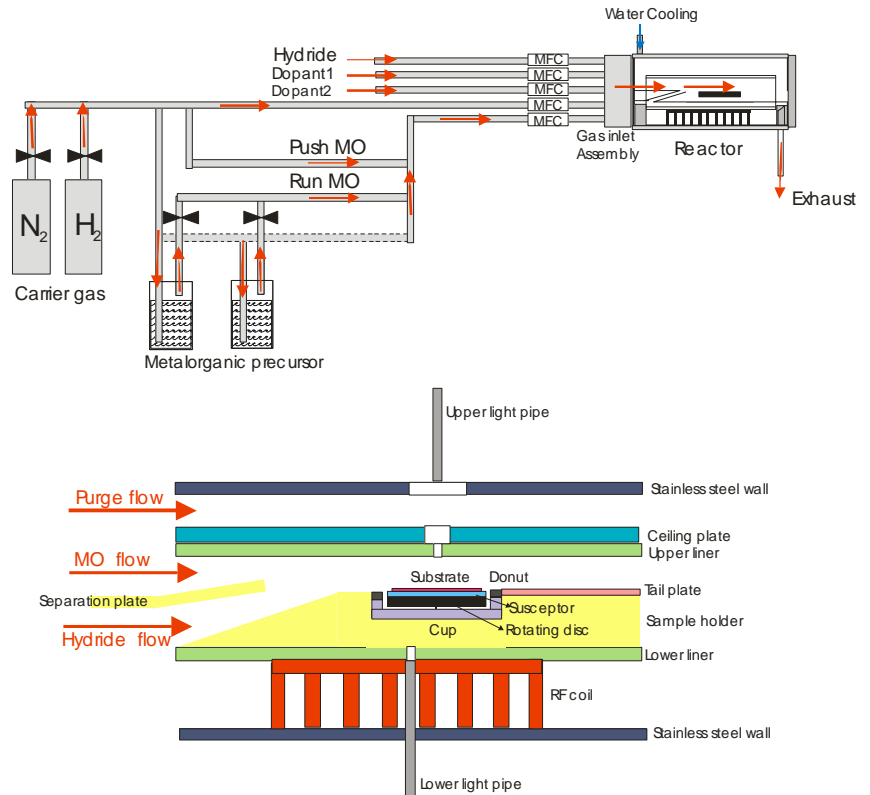 Water Cooling
Hydride
MFC
Dopant1
MFC
Dopant2
MFC
MFC
MFC
Gas inlet
Assembly
Reactor
Push MO
Run MO
Exhaust
N2
H2
Carrier gas
Metalorganic precursor
Upper light pipe
Stainless steel wall
Purge flow
Ceiling plate
Upper liner
MO flow
Substrate
Donut
Tail plate
Separation plate
Susceptor
Sample holder
Cup
Rotating disc
Hydride flow
Lower liner
RF coil
Stainless steel wall
Lower light pipe